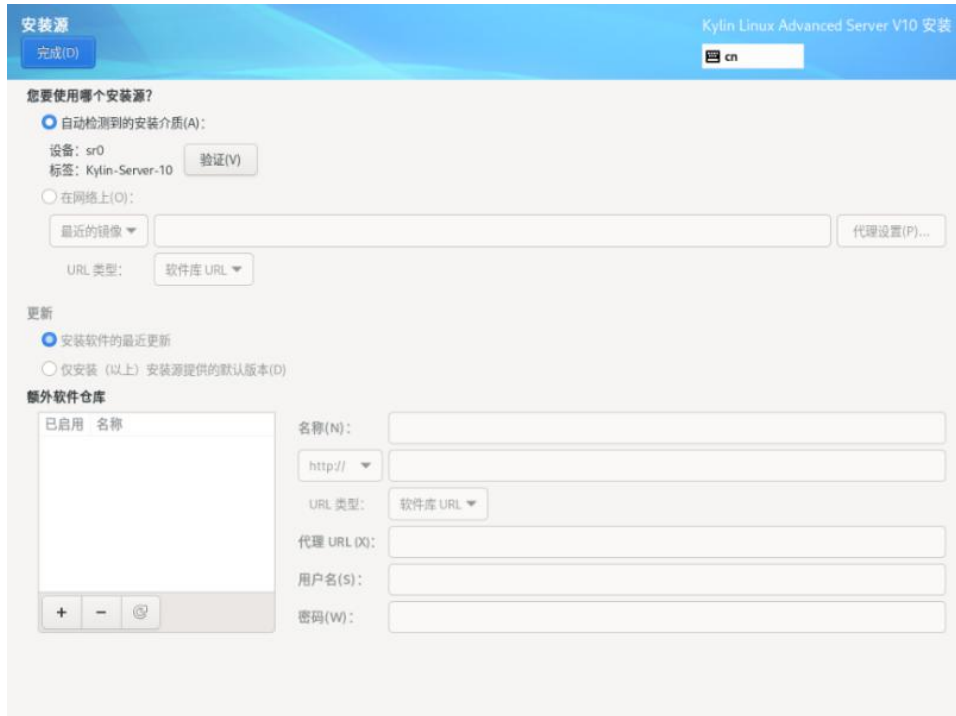 安装源
Kylin Linux Advanced Server V10 安装
完成(D)
cn
您要使用哪个安装源?
自动检测到的安装介质(A):
设备: sr0
标签: Kylin-Server-10
验证(V)
在网络上(O):
最近的镜像
代理设置(P)...
URL 类型:
软件库 URL
更新
安装软件的最近更新
仅安装（以上）安装源提供的默认版本(D)
额外软件仓库
已启用 名称
名称(N):
http://
URL 类型:
软件库 URL
代理 URL (X):
用户名(S):
密码(W):